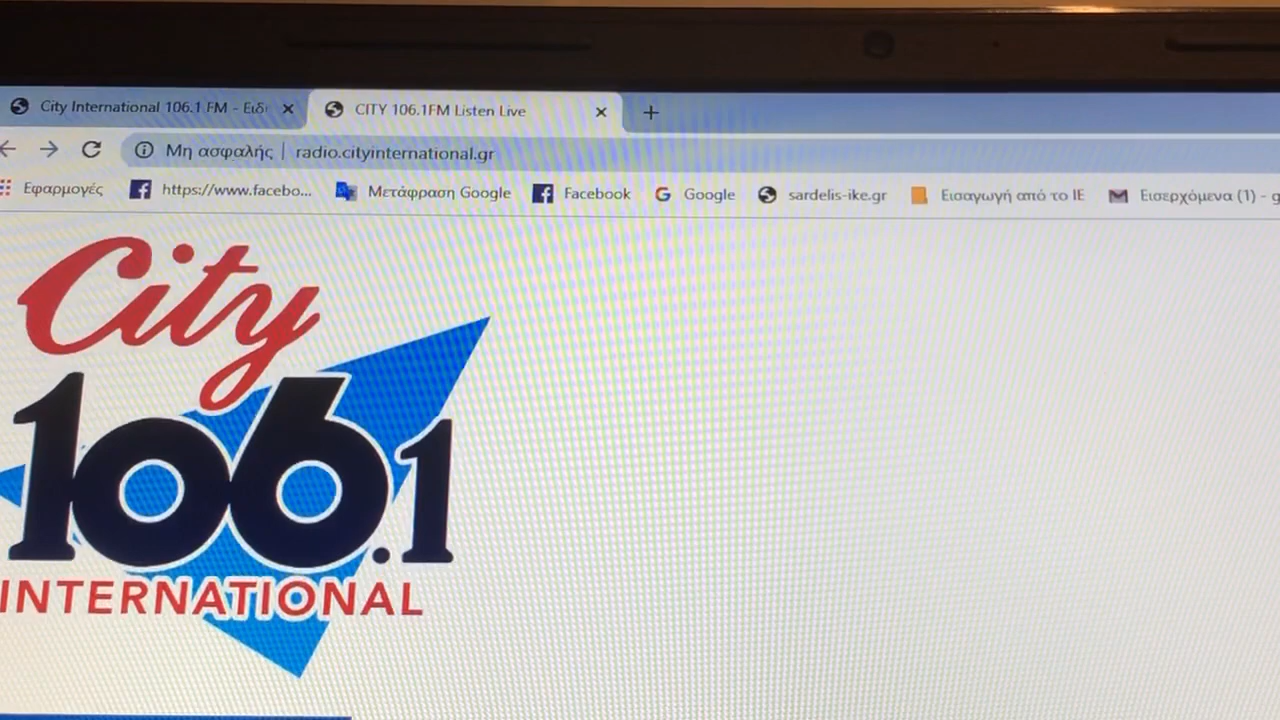 City International 106.1 FM - Ειδ
CITY 106.1FM Listen Live
Μη ασφαλής | radio.cityinternational.gr
Εφαρμογές https://www.facebo... Μετάφραση Google Facebook Google sardelis-ike.gr Εισαγωγή από το IE Εισερχόμενα (1) - g
City
106.1
INTERNATIONAL